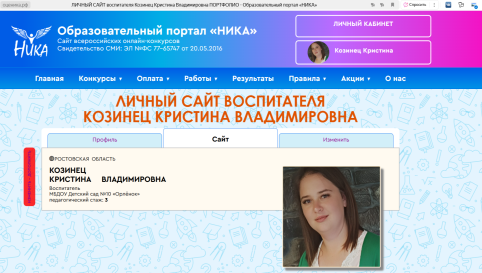 ЛИЧНЫЙ САЙТ воспитателя Козинец Кристина Владимировна ПОРТФОЛИО - Образовательный портал «НИКА»
НИКА
Образовательный портал «НИКА»
Сайт всероссийских онлайн-конкурсов
Свидетельство СМИ: ЭЛ №ФС 77-65747 от 20.05.2016
ЛИЧНЫЙ КАБИНЕТ
Козинец Кристина
Главная Конкурсы ▾ Оплата ▾ Работы ▾ Результаты Правила ▾ Акции ▾ О нас
ЛИЧНЫЙ САЙТ ВОСПИТАТЕЛЯ
КОЗИНЕЦ КРИСТИНА ВЛАДИМИРОВНА
Профиль Сайт Изменить
РОСТОВСКАЯ ОБЛАСТЬ
КОЗИНЕЦ
КРИСТИНА ВЛАДИМИРОВНА
Воспитатель
МБДОУ Детский сад №10 «Орлёнок»
педагогический стаж: 3